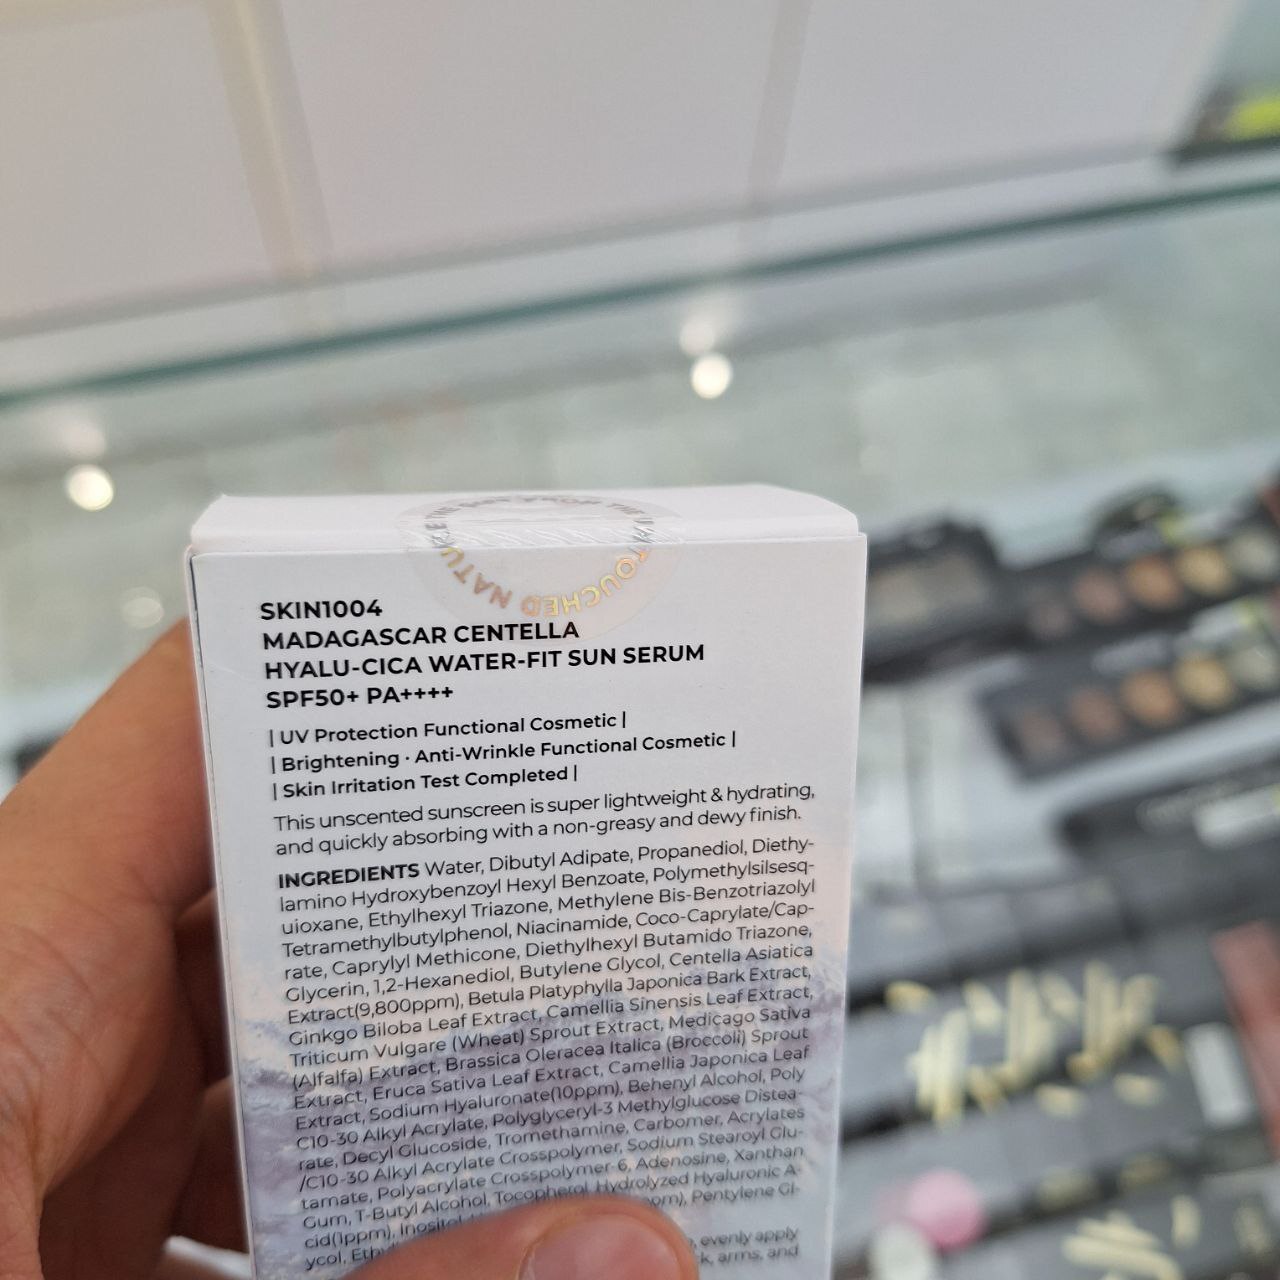 TOUCHED NATURE
SKIN1004
MADAGASCAR CENTELLA
HYALU-CICA WATER-FIT SUN SERUM
SPF50+ PA++++
| UV Protection Functional Cosmetic |
| Brightening · Anti-Wrinkle Functional Cosmetic |
| Skin Irritation Test Completed |
This unscented sunscreen is super lightweight & hydrating,
and quickly absorbing with a non-greasy and dewy finish.
INGREDIENTS Water, Dibutyl Adipate, Propanediol, Diethy-
lamino Hydroxybenzoyl Hexyl Benzoate, Polymethylsilsesq-
uioxane, Ethylhexyl Triazone, Methylene Bis-Benzotriazolyl
Tetramethylbutylphenol, Niacinamide, Coco-Caprylate/Cap-
rate, Caprylyl Methicone, Diethylhexyl Butamido Triazone,
Glycerin, 1,2-Hexanediol, Butylene Glycol, Centella Asiatica
Extract(9,800ppm), Betula Platyphylla Japonica Bark Extract,
Ginkgo Biloba Leaf Extract, Camellia Sinensis Leaf Extract,
Triticum Vulgare (Wheat) Sprout Extract, Medicago Sativa
(Alfalfa) Extract, Brassica Oleracea Italica (Broccoli) Sprout
Extract, Eruca Sativa Leaf Extract, Camellia Japonica Leaf
Extract, Sodium Hyaluronate(10ppm), Behenyl Alcohol, Poly
C10-30 Alkyl Acrylate, Polyglyceryl-3 Methylglucose Distea-
rate, Decyl Glucoside, Tromethamine, Carbomer, Acrylates
/C10-30 Alkyl Acrylate Crosspolymer, Sodium Stearoyl Glu-
tamate, Polyacrylate Crosspolymer-6, Adenosine, Xanthan
Gum, T-Butyl Alcohol, Tocopherol, Hydrolyzed Hyaluronic A-
cid(1ppm), Inositol, Pentylene Gl-
ycol, evenly apply
arms, and